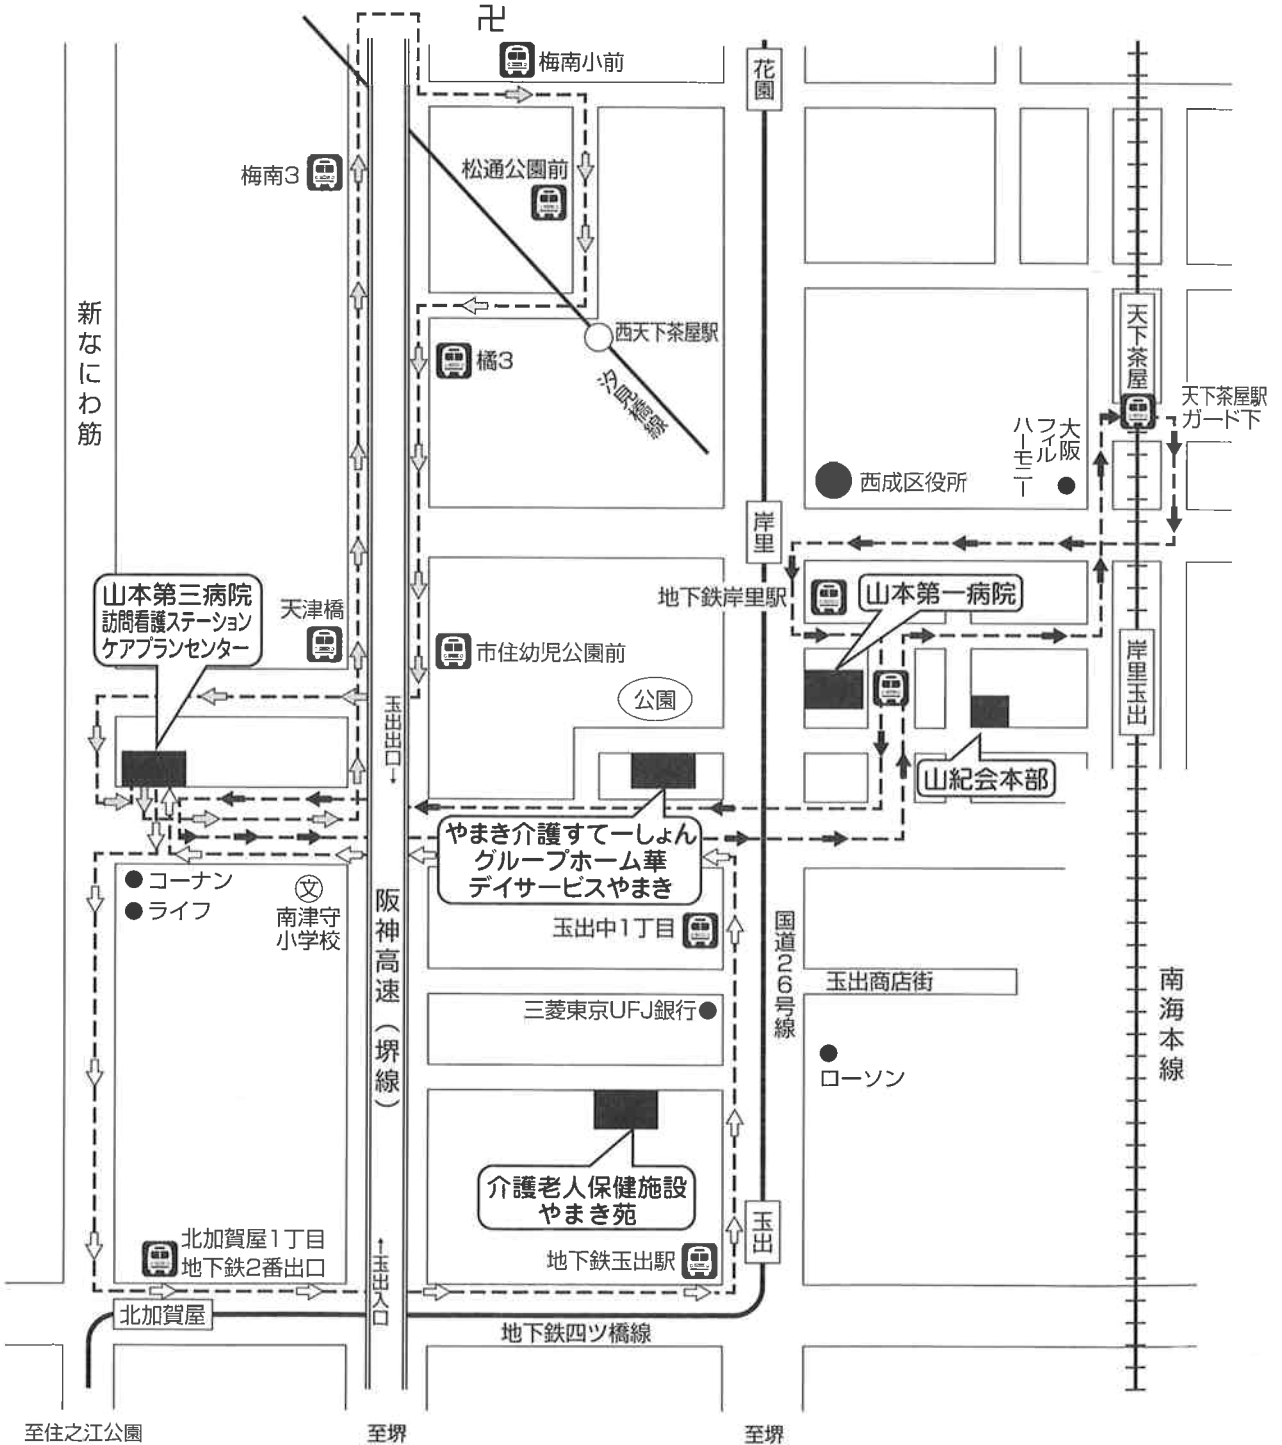 卍
梅南小前
花園
松通公園前
梅南3
新なにわ筋
西天下茶屋駅
橘3
汐見橋線
天下茶屋
天下茶屋駅
ガード下
大阪
フィル
ハーモニー
西成区役所
岸里
地下鉄岸里駅
山本第一病院
山本第三病院
訪問看護ステーション
ケアプランセンター
天津橋
市住幼児公園前
公園
岸里玉出
玉出出口→
山紀会本部
やまき介護すてーしょん
グループホーム華
デイサービスやまき
コーナン
ライフ
文
南津守
小学校
阪神高速(堺線)
玉出中1丁目
国道26号線
玉出商店街
南海本線
三菱東京UFJ銀行
ローソン
介護老人保健施設
やまき苑
玉出
北加賀屋1丁目
地下鉄2番出口
←玉出入口
地下鉄玉出駅
北加賀屋
地下鉄四ツ橋線
至住之江公園
至堺
至堺